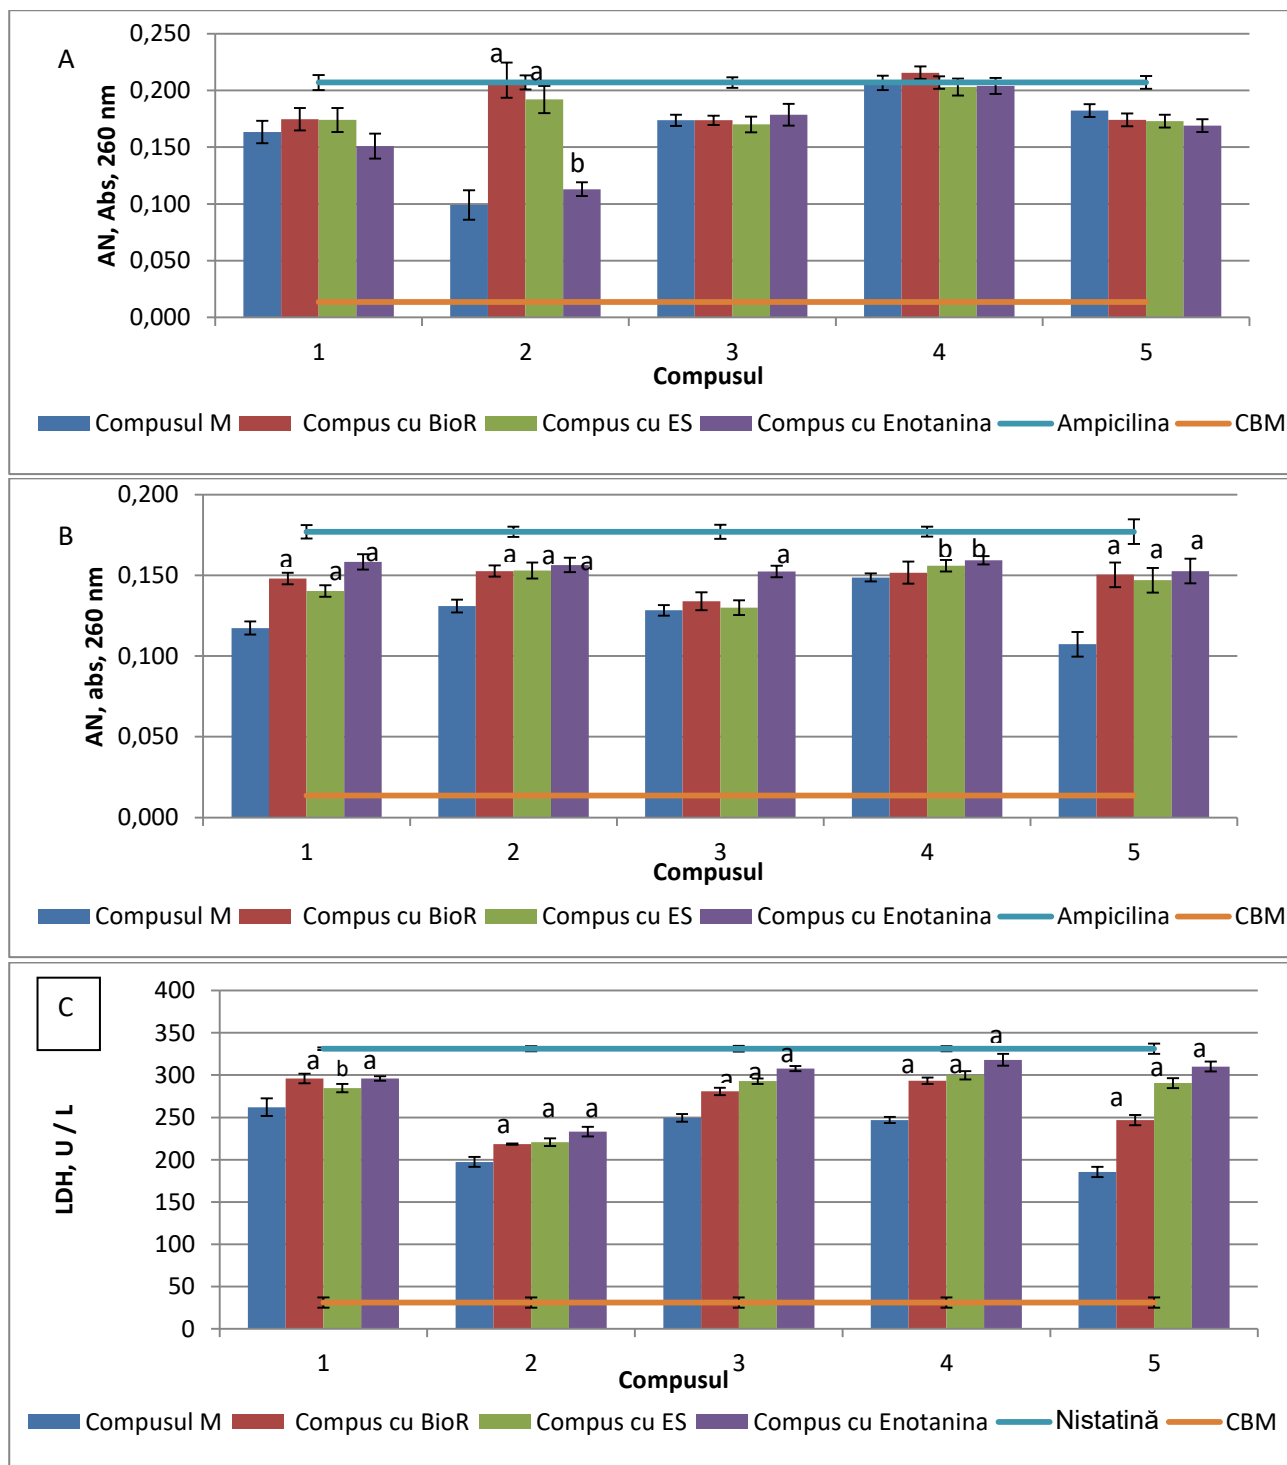 A
AN, Abs, 260 nm
0,250
0,200
0,150
0,100
0,050
0,000
a
a
b
1 2 3 4 5
Compusul
Compusul M Compus cu BioR Compus cu ES Compus cu Enotanina Ampicilina CBM
B
AN, abs, 260 nm
0,200
0,150
0,100
0,050
0,000
a a a
a a a
a
b b
a a a
1 2 3 4 5
Compusul
Compusul M Compus cu BioR Compus cu ES Compus cu Enotanina Ampicilina CBM
C
LDH, U / L
400
350
300
250
200
150
100
50
0
a b a
a a a
a a a
a a a
a a a
1 2 3 4 5
Compusul
Compusul M Compus cu BioR Compus cu ES Compus cu Enotanina Nistatină CBM